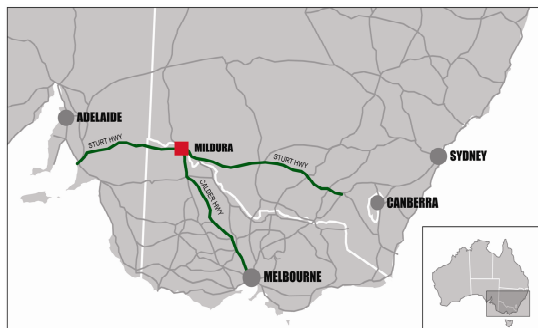 ADELAIDE
STURT HWY
MILDURA
STURT HWY
SYDNEY
CALDER HWY
CANBERRA
MELBOURNE